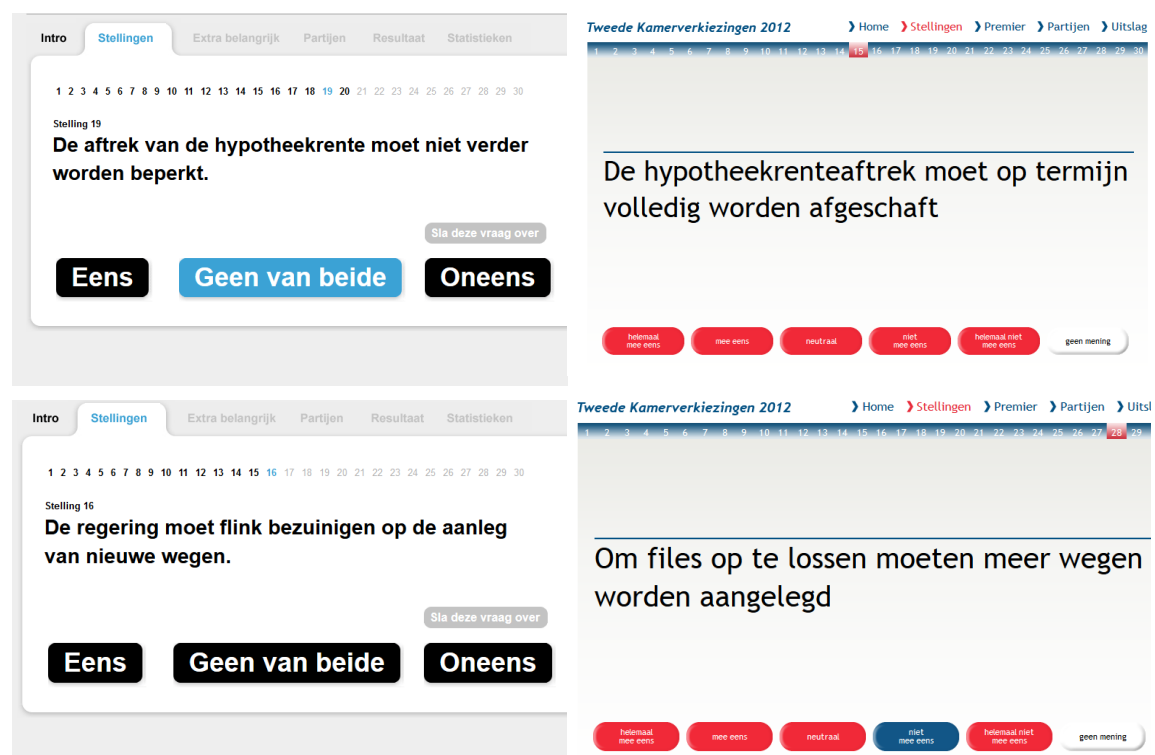 Intro Stellingen Extra belangrijk Partijen Resultaat Statistieken
1 2 3 4 5 6 7 8 9 10 11 12 13 14 15 16 17 18 19 20 21 22 23 24 25 26 27 28 29 30
Stelling 19
De aftrek van de hypotheekrente moet niet verder
worden beperkt.
Sla deze vraag over
Eens Geen van beide Oneens
Tweede Kamerverkiezingen 2012 Home Stellingen Premier Partijen Uitslag
1 2 3 4 5 6 7 8 9 10 11 12 13 14 15 16 17 18 19 20 21 22 23 24 25 26 27 28 29 30
De hypotheekrenteaftrek moet op termijn
volledig worden afgeschaft
helemaal mee eens mee eens neutraal niet mee eens helemaal niet mee eens geen mening
Intro Stellingen Extra belangrijk Partijen Resultaat Statistieken
1 2 3 4 5 6 7 8 9 10 11 12 13 14 15 16 17 18 19 20 21 22 23 24 25 26 27 28 29 30
Stelling 16
De regering moet flink bezuinigen op de aanleg
van nieuwe wegen.
Sla deze vraag over
Eens Geen van beide Oneens
Tweede Kamerverkiezingen 2012 Home Stellingen Premier Partijen Uits
1 2 3 4 5 6 7 8 9 10 11 12 13 14 15 16 17 18 19 20 21 22 23 24 25 26 27 28 29
Om files op te lossen moeten meer wegen
worden aangelegd
helemaal mee eens mee eens neutraal niet mee eens helemaal niet mee eens geen mening